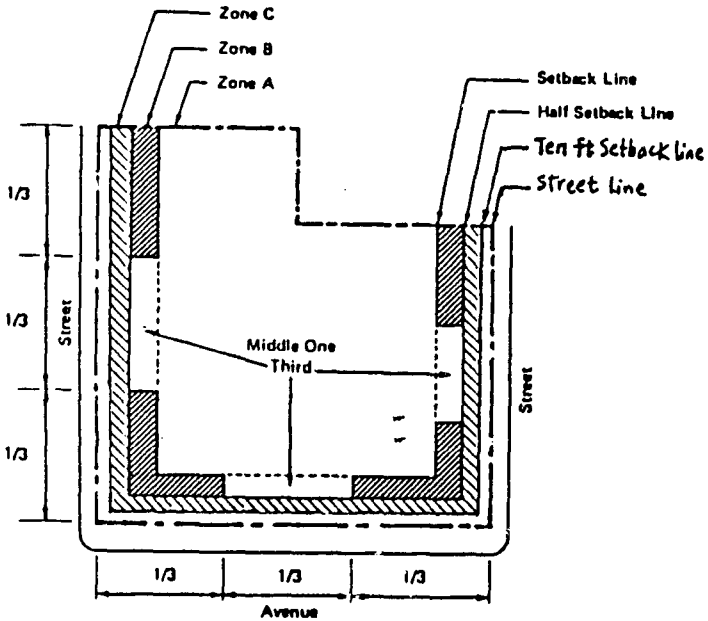 Zone C
Zone B
Zone A
Setback Line
Half Setback Line
Ten ft Setback line
Street line
1/3
1/3
Street
1/3
Middle One
Third
Street
1/3
1/3
1/3
Avenue